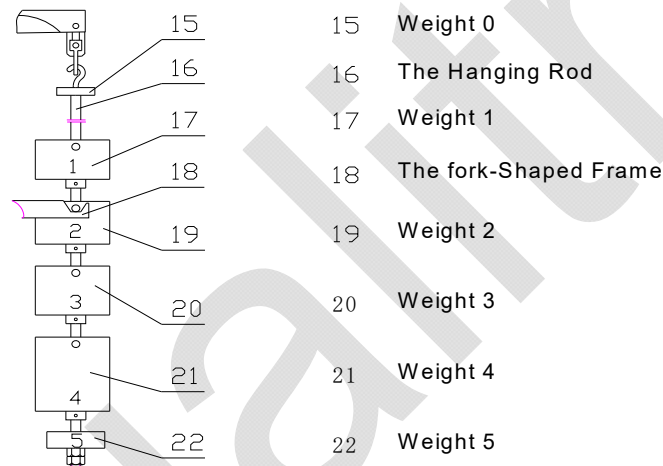 15 15 Weight 0
16 16 The Hanging Rod
17 17 Weight 1
1
18 18 The fork-Shaped Frame
2 19 19 Weight 2
3 20 20 Weight 3
21 21 Weight 4
4
5 22 22 Weight 5